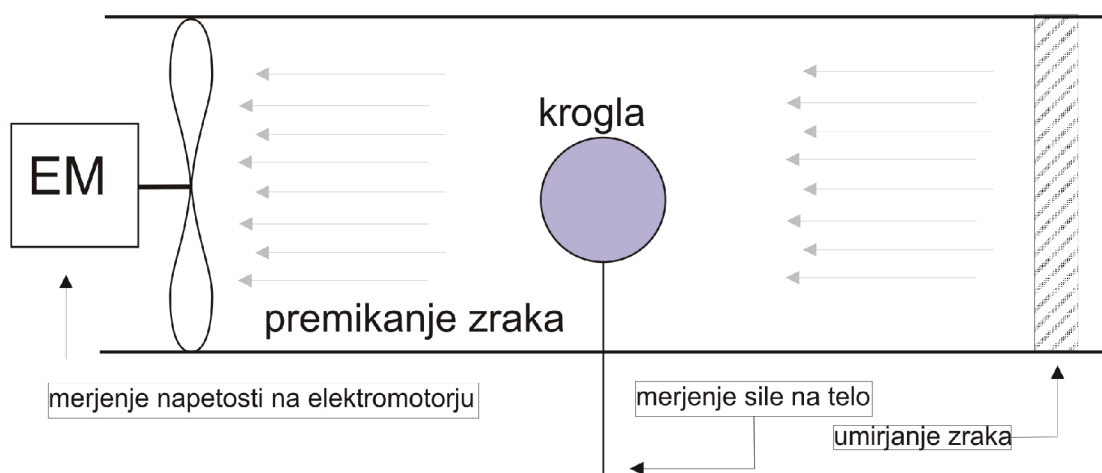 krogla
EM
premikanje zraka
merjenje napetosti na elektromotorju
merjenje sile na telo
umirjanje zraka